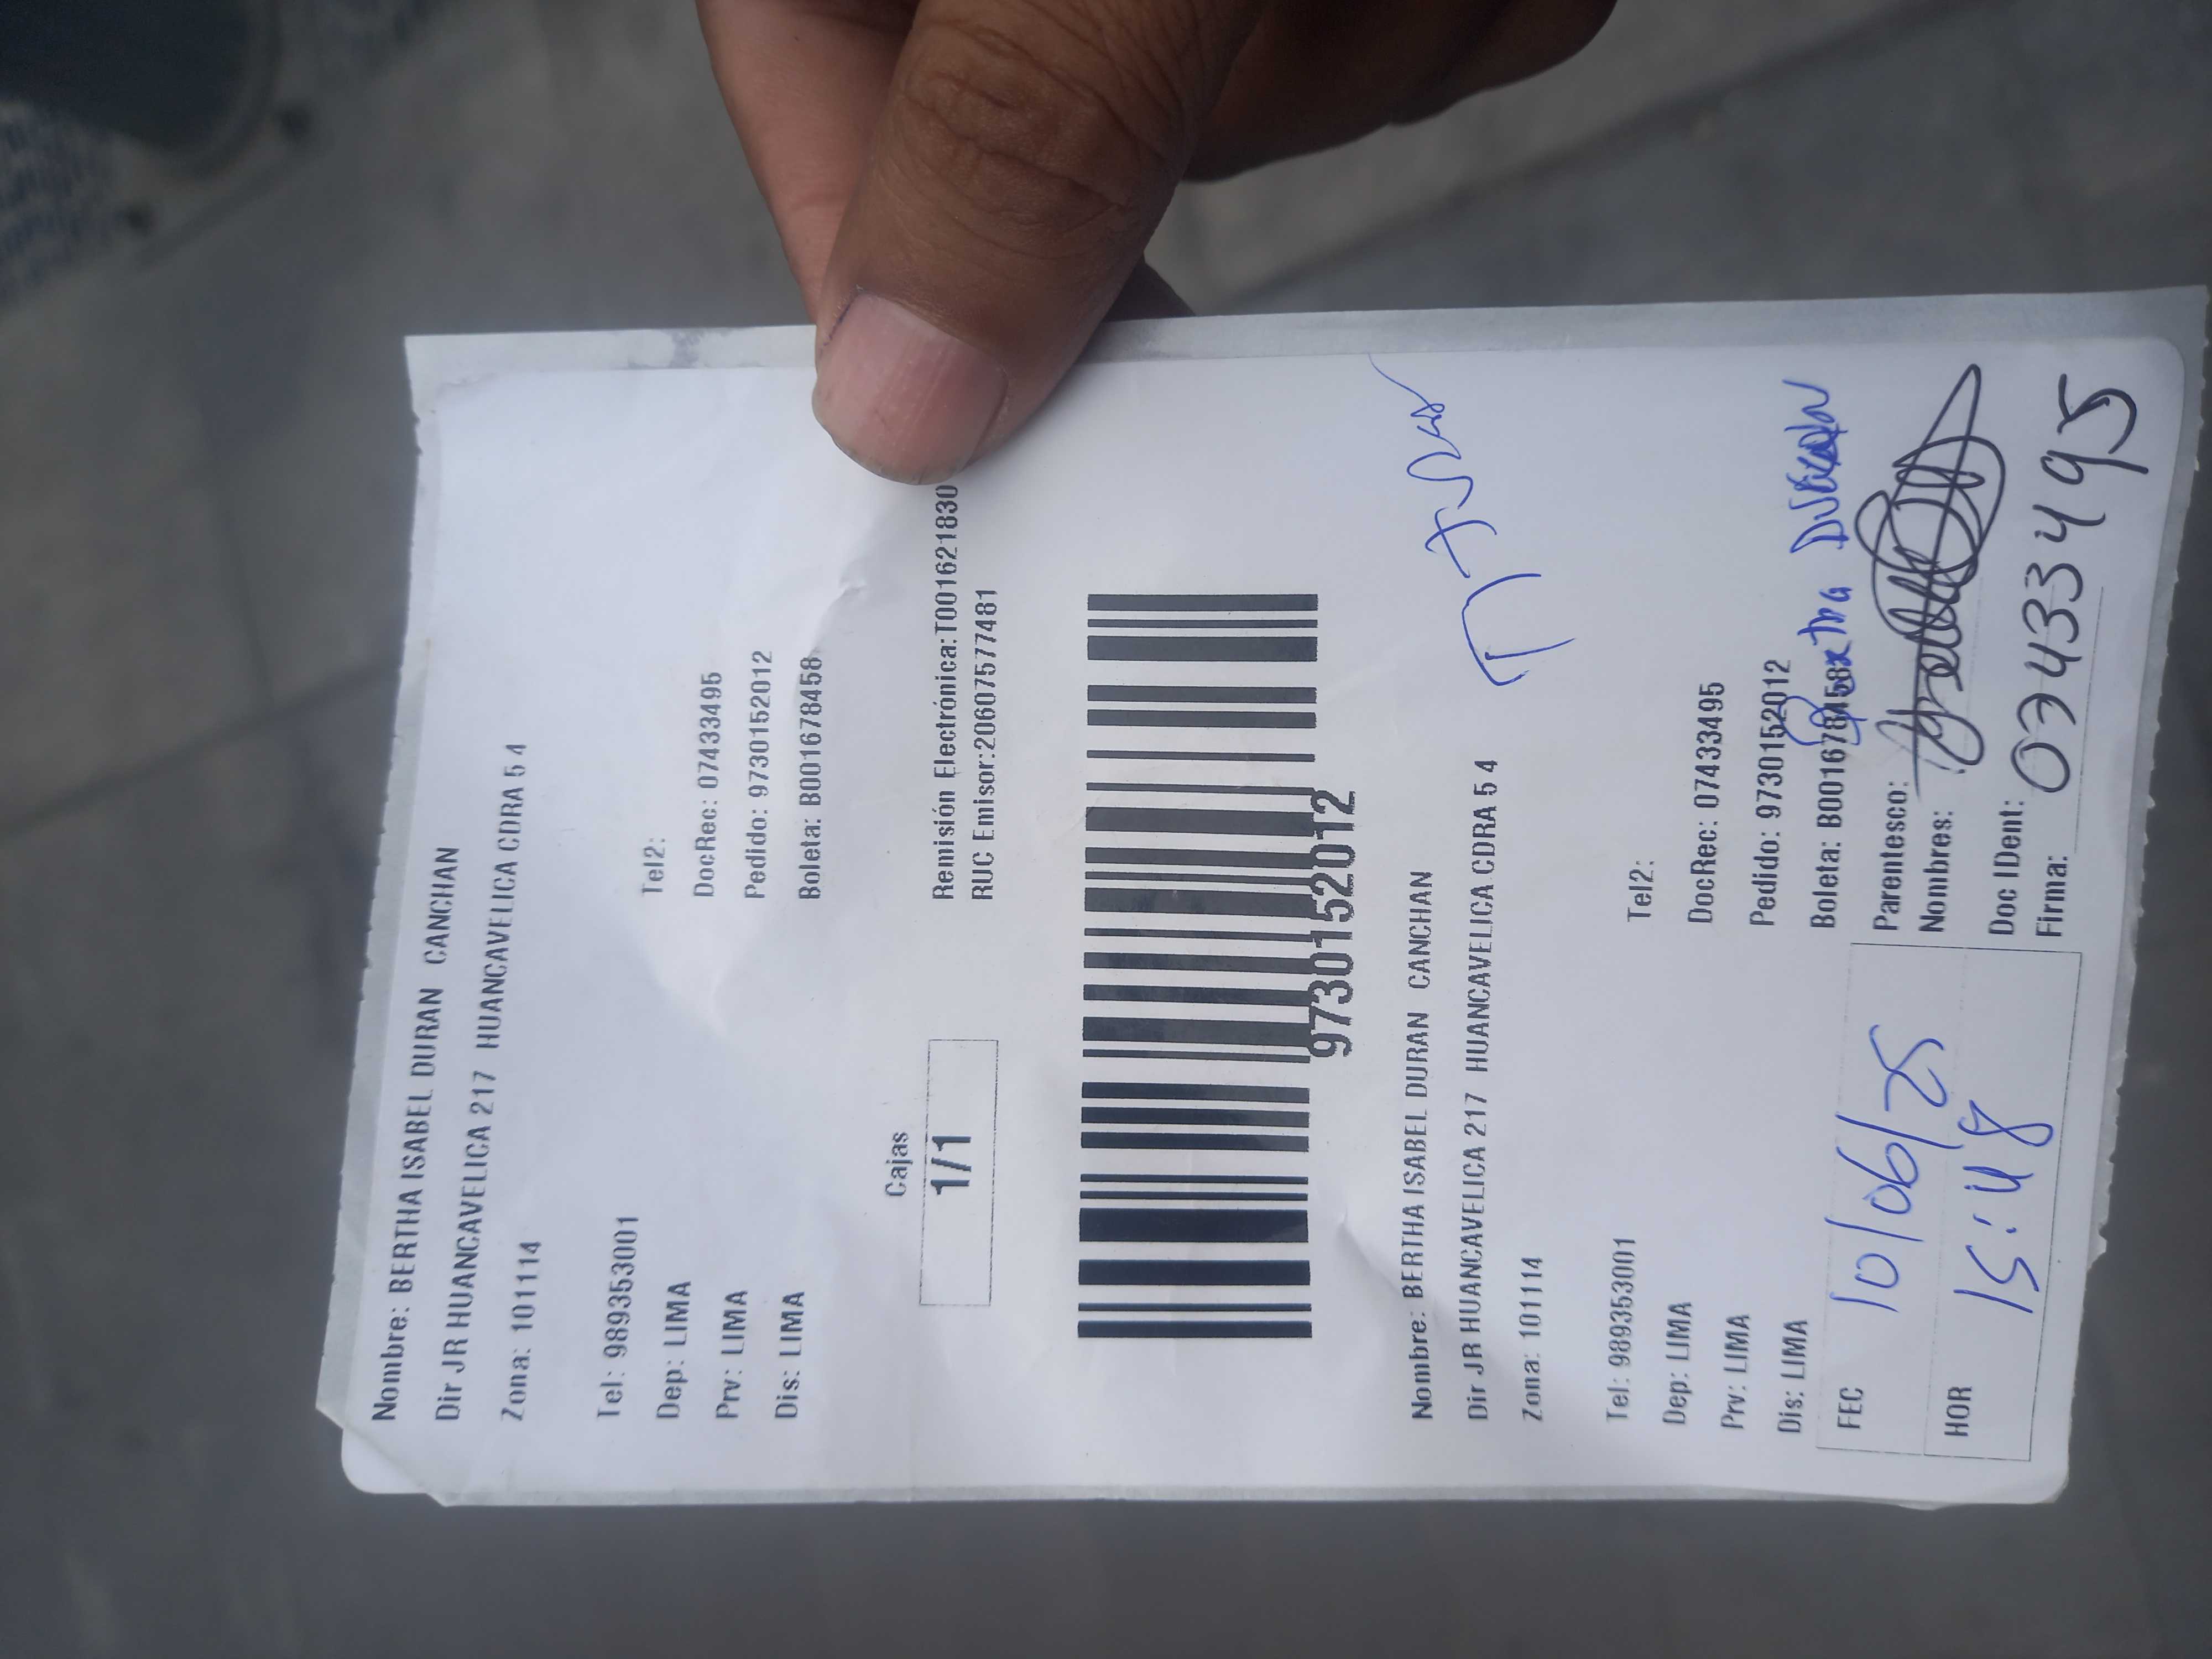 Nombre: BERTHA ISABEL DURAN CANCHAN
Dir JR HUANCAVELICA 217 HUANCAVELICA CDRA 5 4
Zona: 101114
Tel: 989353001 Tel2:
Dep: LIMA DocRec: 07433495
Prv: LIMA Pedido: 9730152012
Dis: LIMA Boleta: B001678458
Cajas
1/1
Remisión Electrónica:T001621830
RUC Emisor:20607577481
9730152012
Nombre: BERTHA ISABEL DURAN CANCHAN
Dir JR HUANCAVELICA 217 HUANCAVELICA CDRA 5 4
Zona: 101114
Tel: 989353001 Tel2:
Dep: LIMA DocRec: 07433495
Prv: LIMA Pedido: 9730152012
Dis: LIMA Boleta: B001678458
FEC 10/06/25
HOR 15:48
Parentesco:
Nombres:
Doc IDent: 07433495
Firma: